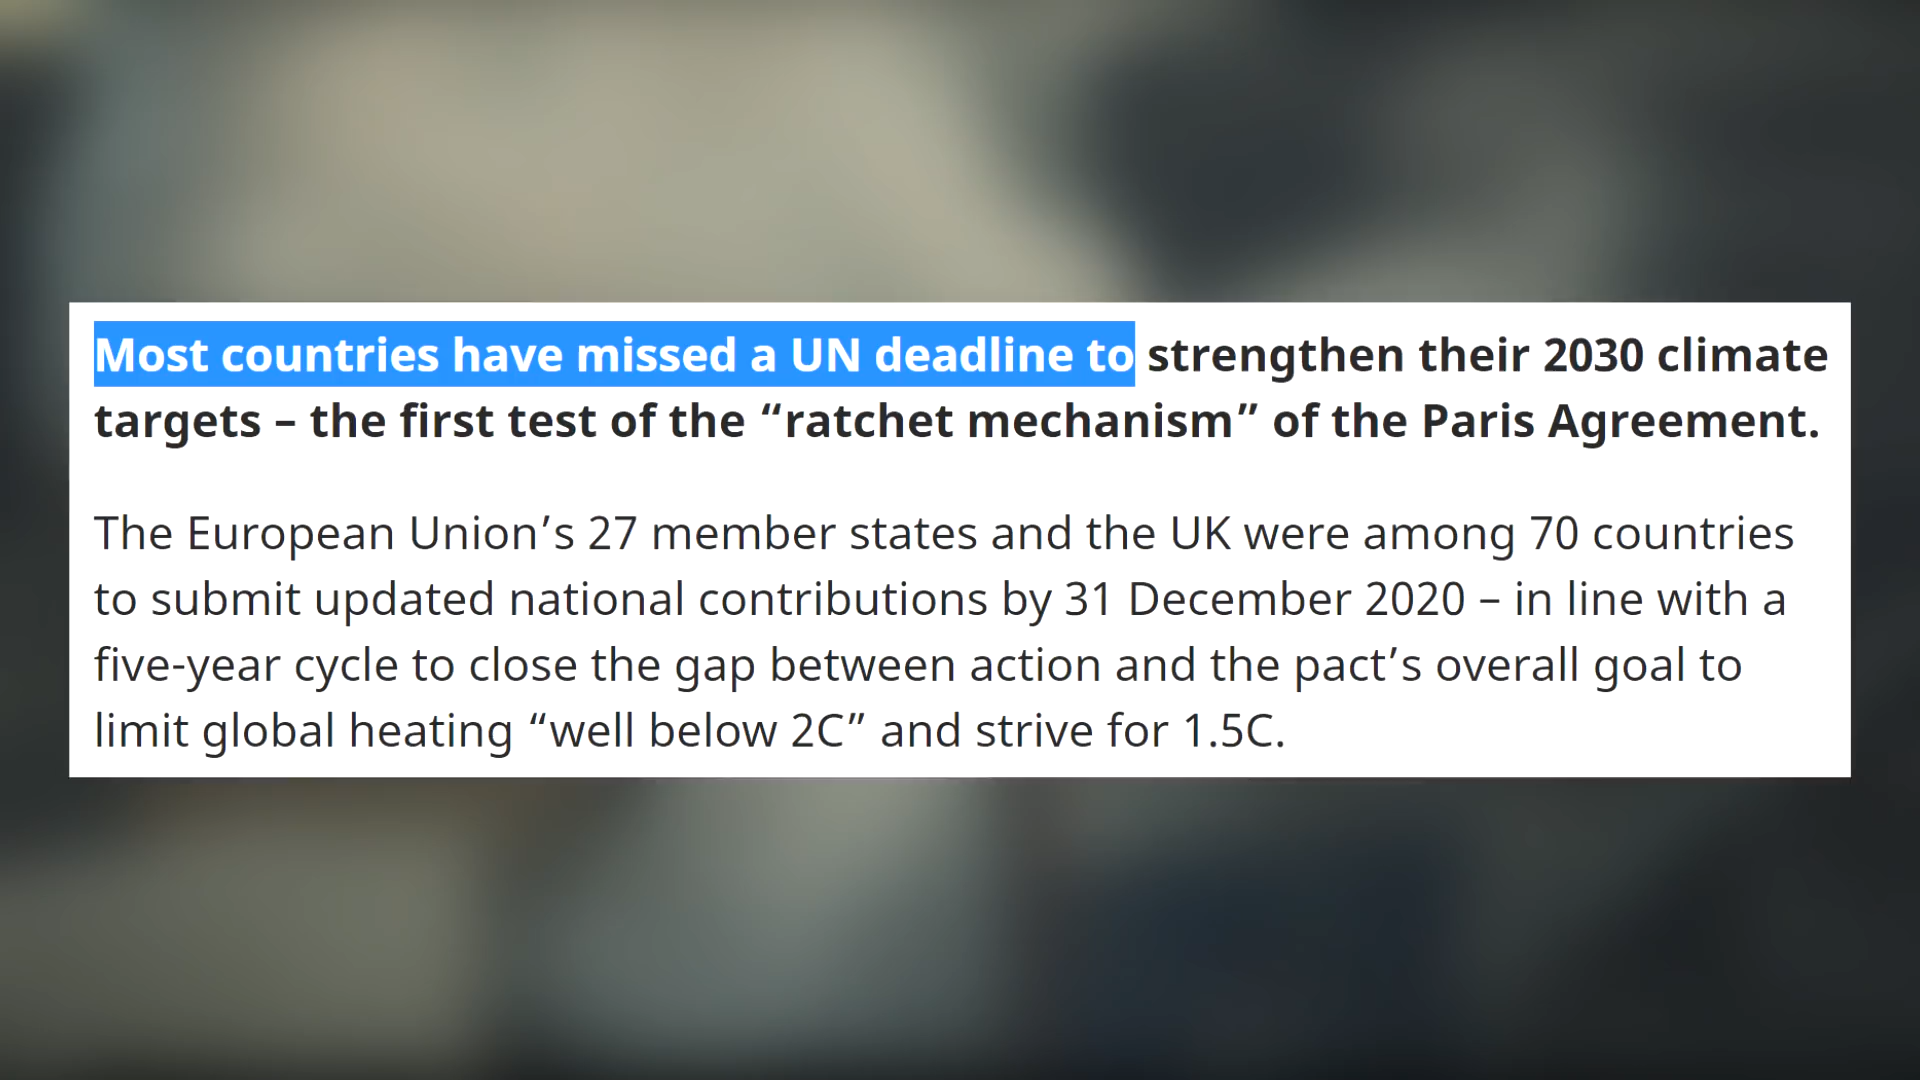 Most countries have missed a UN deadline to strengthen their 2030 climate
targets – the first test of the “ratchet mechanism” of the Paris Agreement.
The European Union’s 27 member states and the UK were among 70 countries
to submit updated national contributions by 31 December 2020 – in line with a
five-year cycle to close the gap between action and the pact’s overall goal to
limit global heating “well below 2C” and strive for 1.5C.